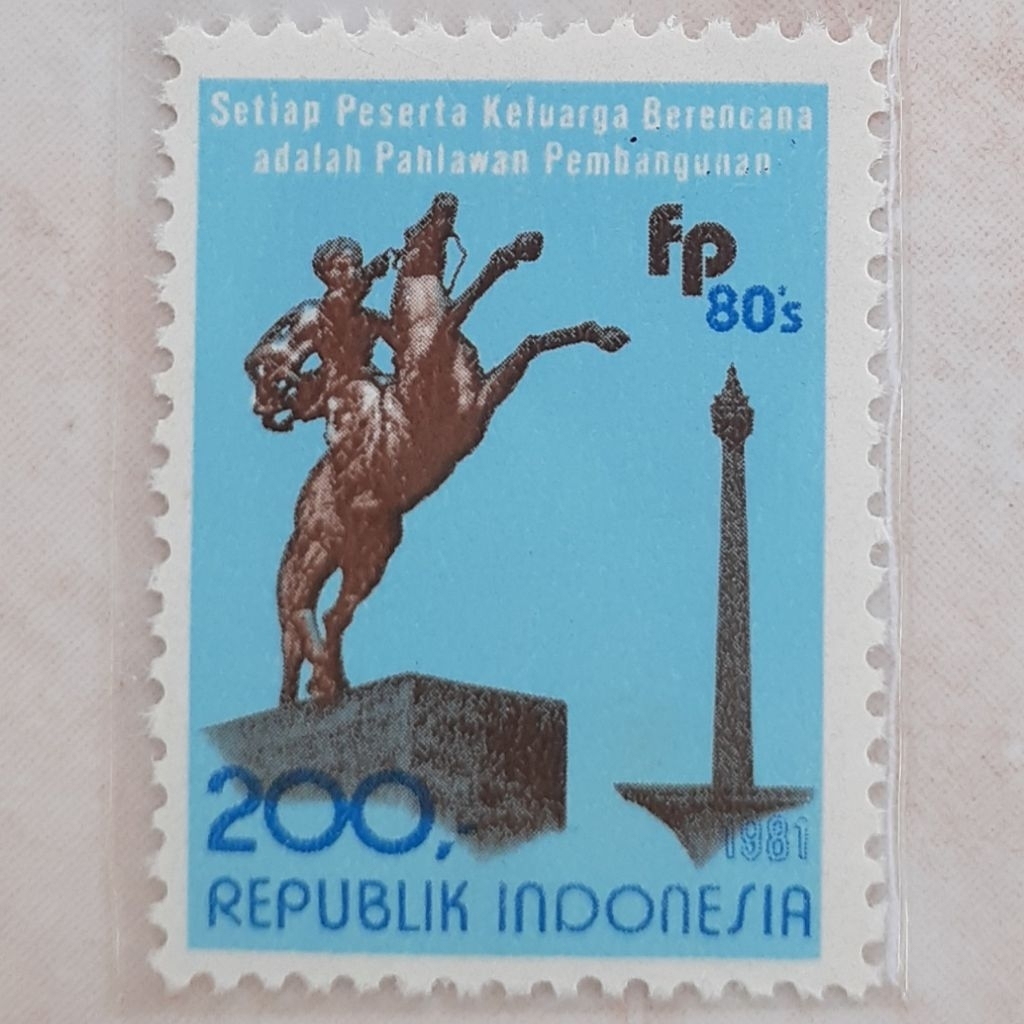 Setiap Peserta Keluarga Berencana
adalah Pahlawan Pembangunan
fp
80's
200,-
1981
REPUBLIK INDONESIA